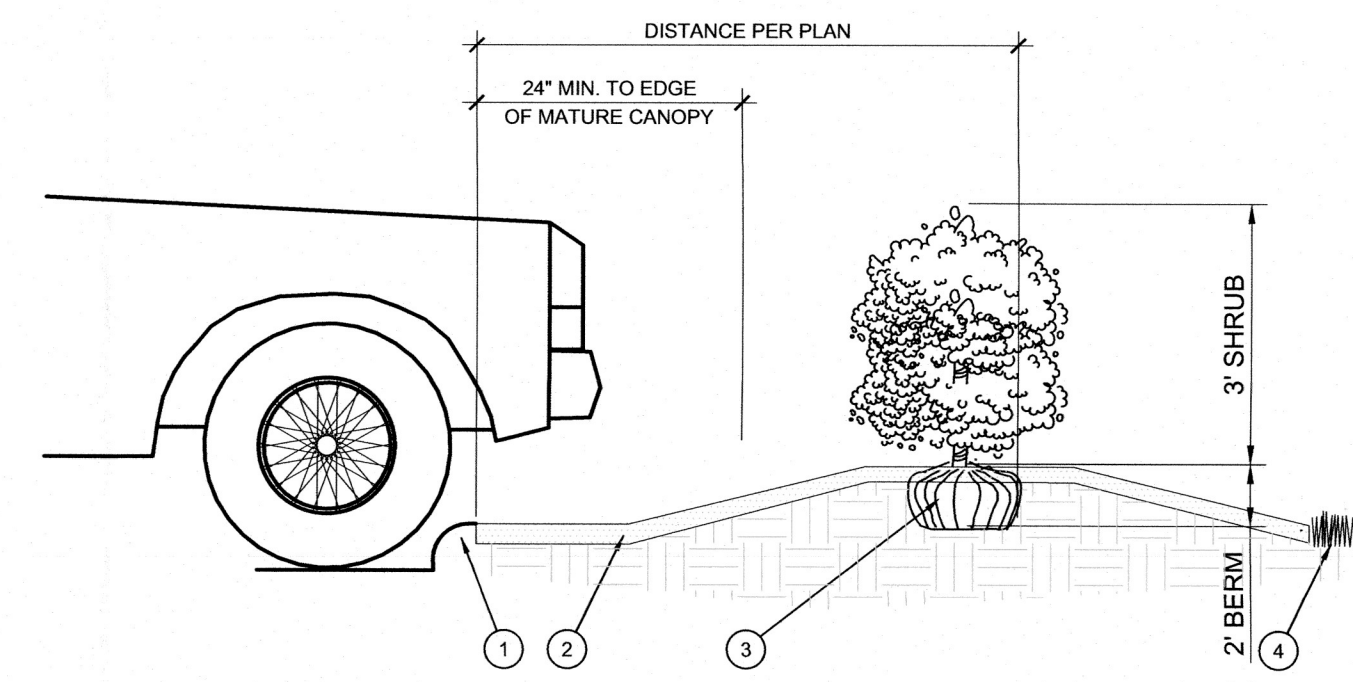 DISTANCE PER PLAN
24" MIN. TO EDGE
OF MATURE CANOPY
3' SHRUB
2' BERM
1
2
3
4